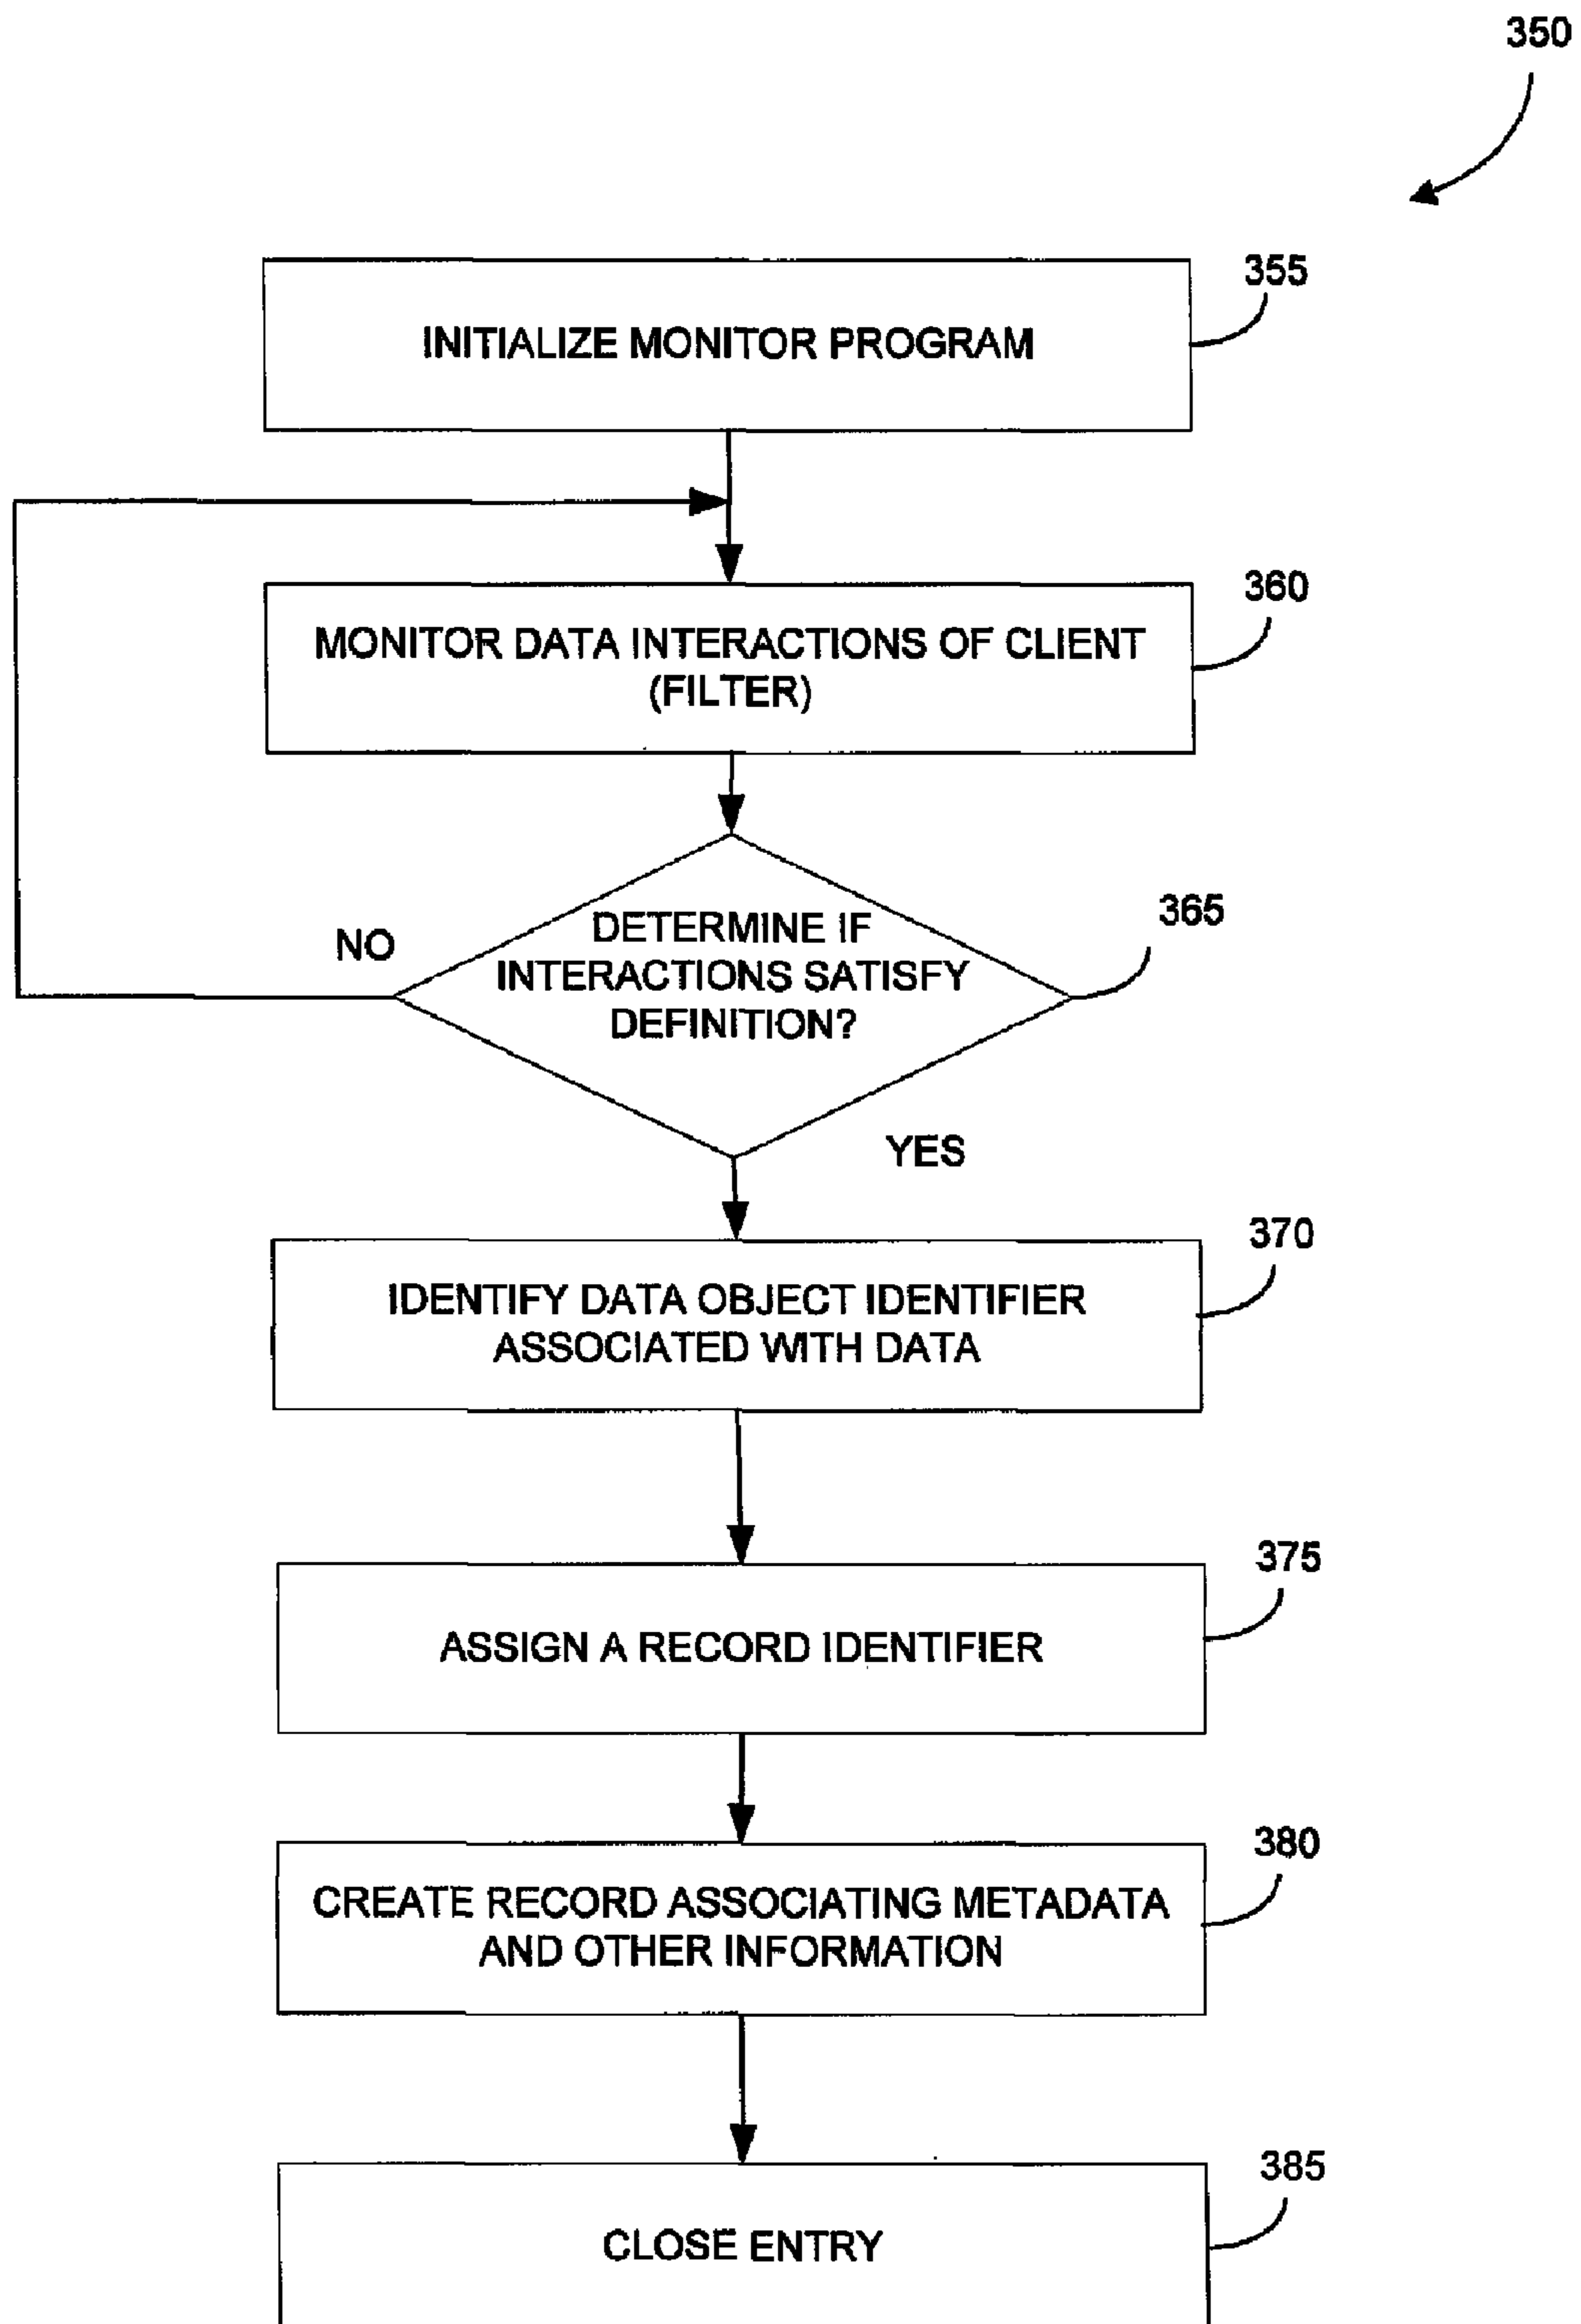 350
355
INITIALIZE MONITOR PROGRAM
360
MONITOR DATA INTERACTIONS OF CLIENT
(FILTER)
365
NO
DETERMINE IF
INTERACTIONS SATISFY
DEFINITION?
YES
370
IDENTIFY DATA OBJECT IDENTIFIER
ASSOCIATED WITH DATA
375
ASSIGN A RECORD IDENTIFIER
380
CREATE RECORD ASSOCIATING METADATA
AND OTHER INFORMATION
385
CLOSE ENTRY